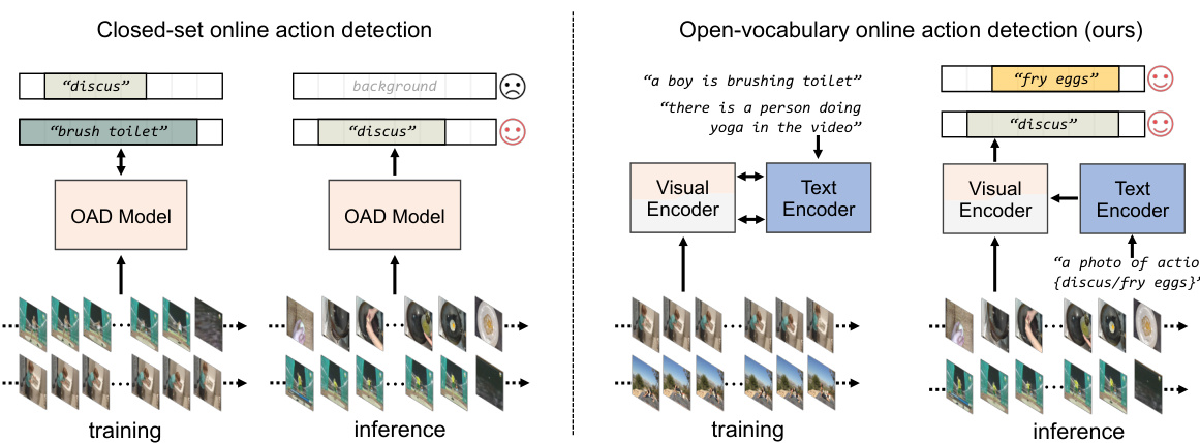 Closed-set online action detection
“discus”
“brush toilet”
OAD Model
training
background
“discus”
OAD Model
inference
Open-vocabulary online action detection (ours)
“a boy is brushing toilet”
“there is a person doing
yoga in the video”
Visual
Encoder
Text
Encoder
training
“fry eggs”
“discus”
Visual
Encoder
Text
Encoder
“a photo of actio
{discus/fry eggs}”
inference